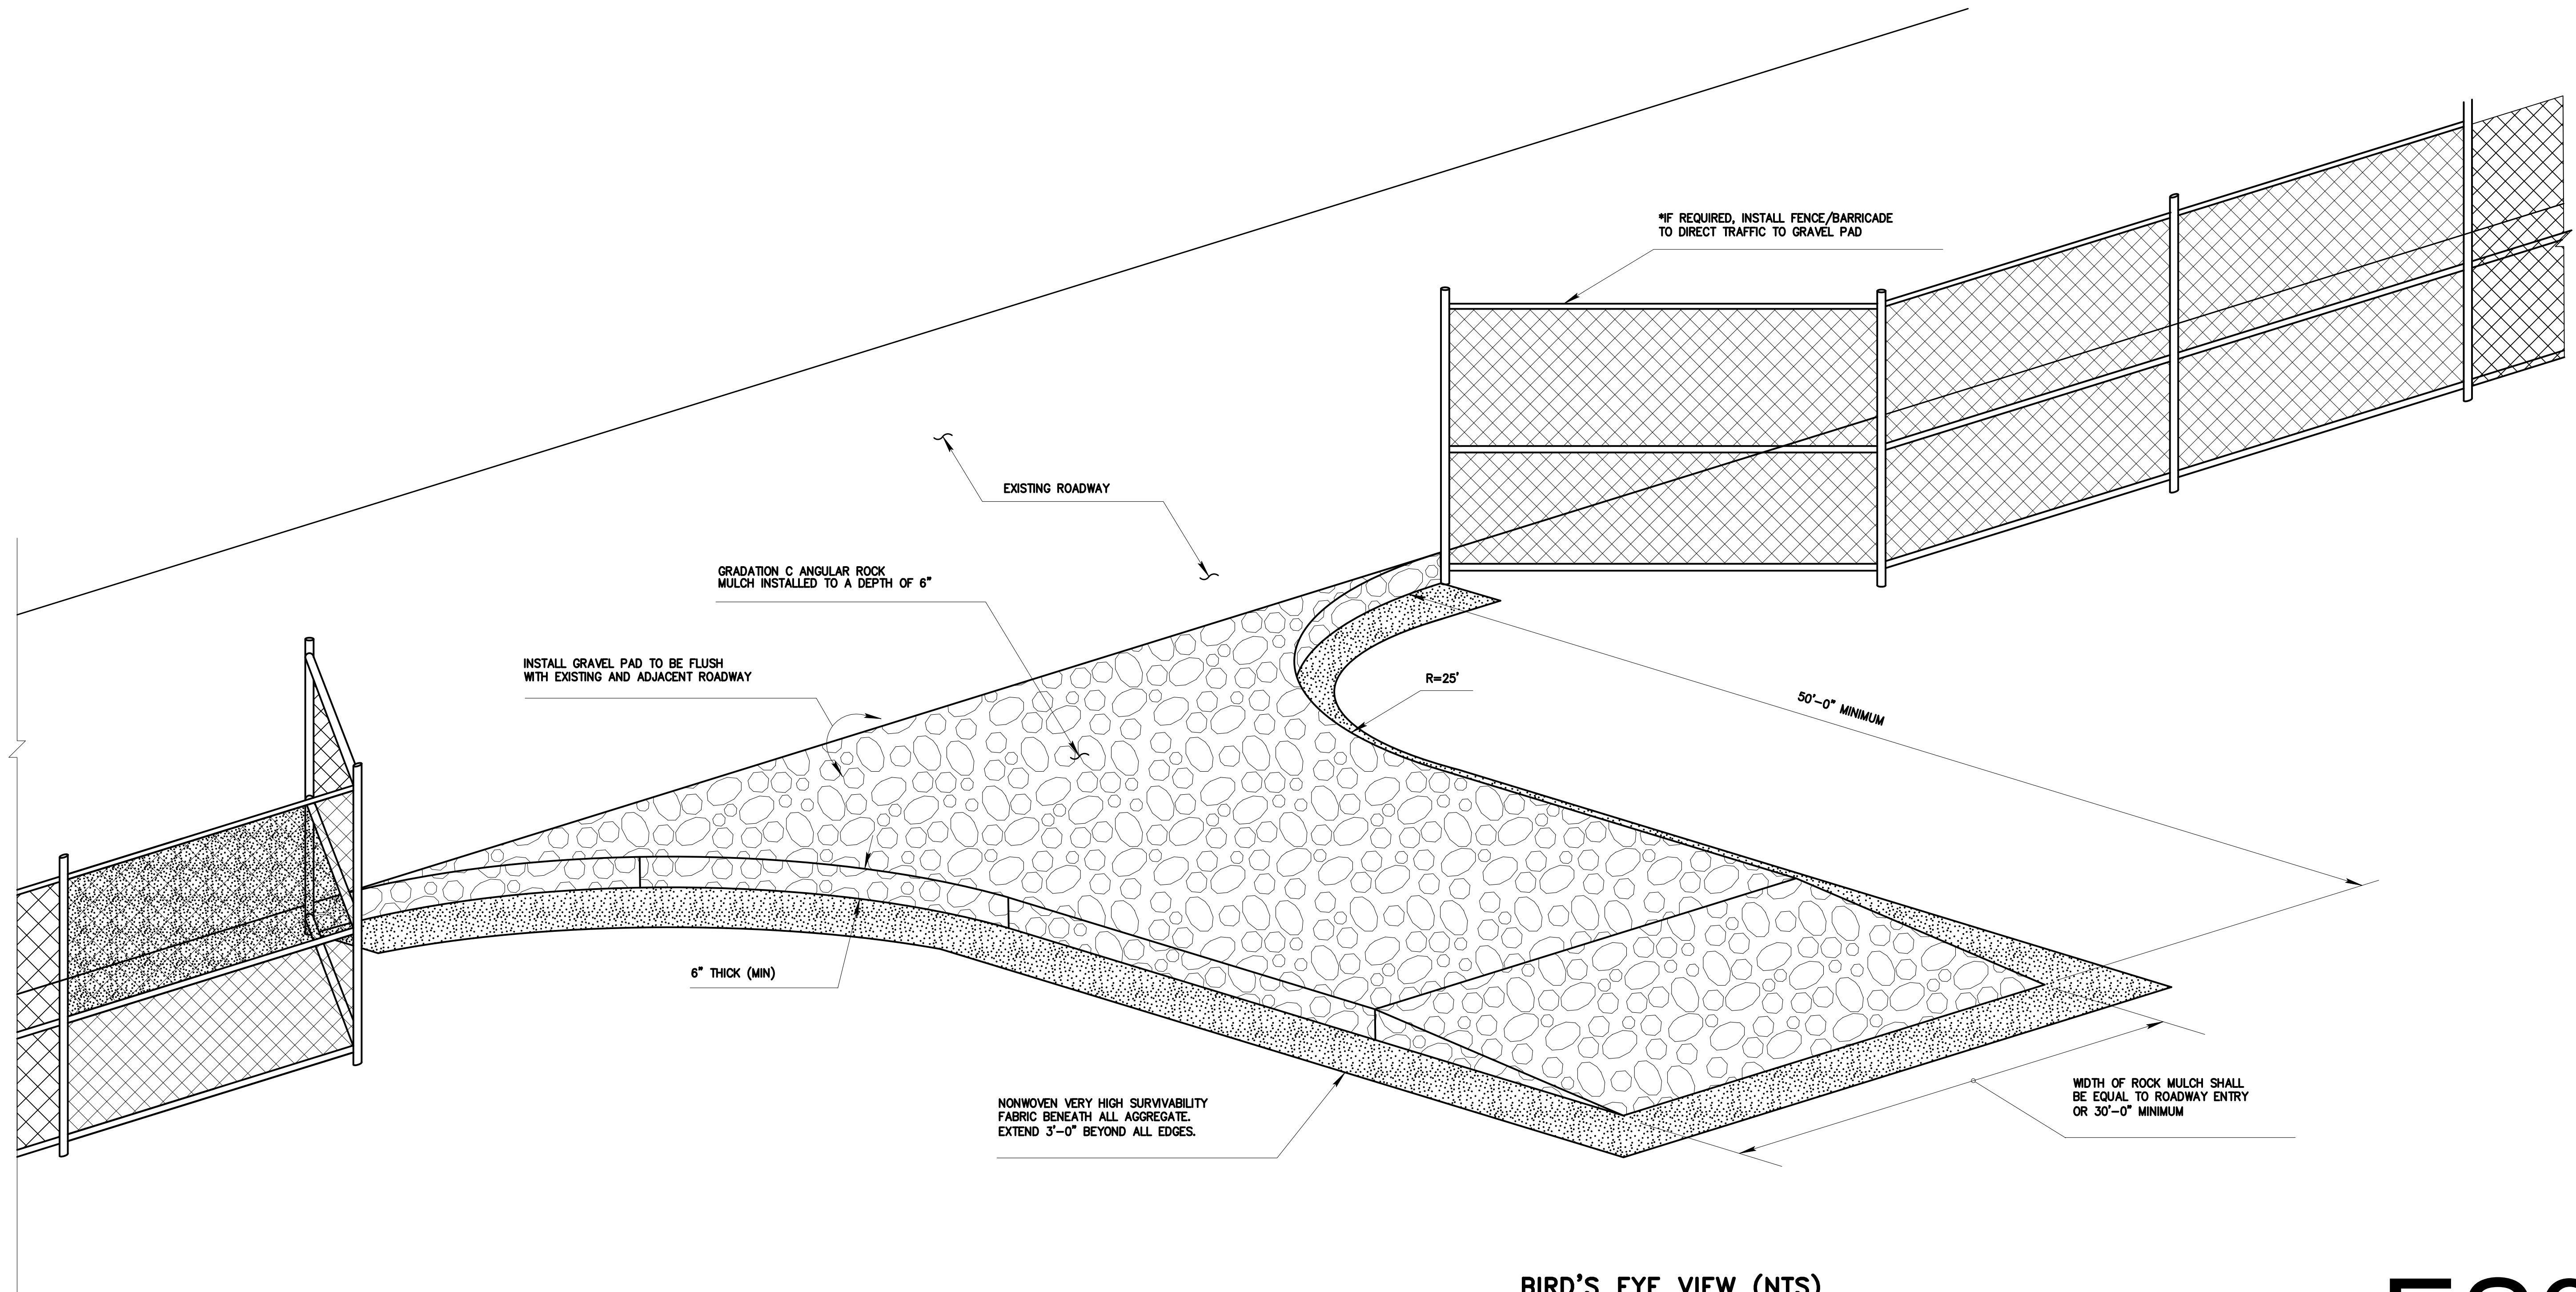 *IF REQUIRED, INSTALL FENCE/BARRICADE
TO DIRECT TRAFFIC TO GRAVEL PAD
EXISTING ROADWAY
GRADATION C ANGULAR ROCK
MULCH INSTALLED TO A DEPTH OF 6"
INSTALL GRAVEL PAD TO BE FLUSH
WITH EXISTING AND ADJACENT ROADWAY
R=25'
50'-0" MINIMUM
6" THICK (MIN)
NONWOVEN VERY HIGH SURVIVABILITY
FABRIC BENEATH ALL AGGREGATE.
EXTEND 3'-0" BEYOND ALL EDGES.
WIDTH OF ROCK MULCH SHALL
BE EQUAL TO ROADWAY ENTRY
OR 30'-0" MINIMUM
BIRD'S EYE VIEW (NTS)